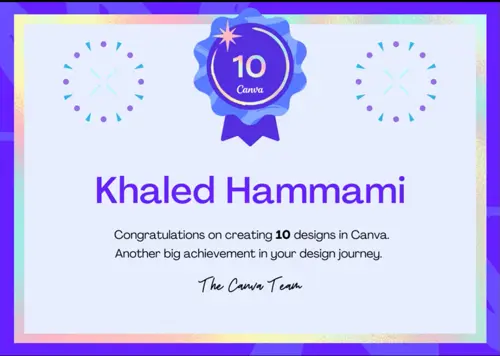 10
Canva
Khaled Hammami
Congratulations on creating 10 designs in Canva.
Another big achievement in your design journey.
The Canva Team